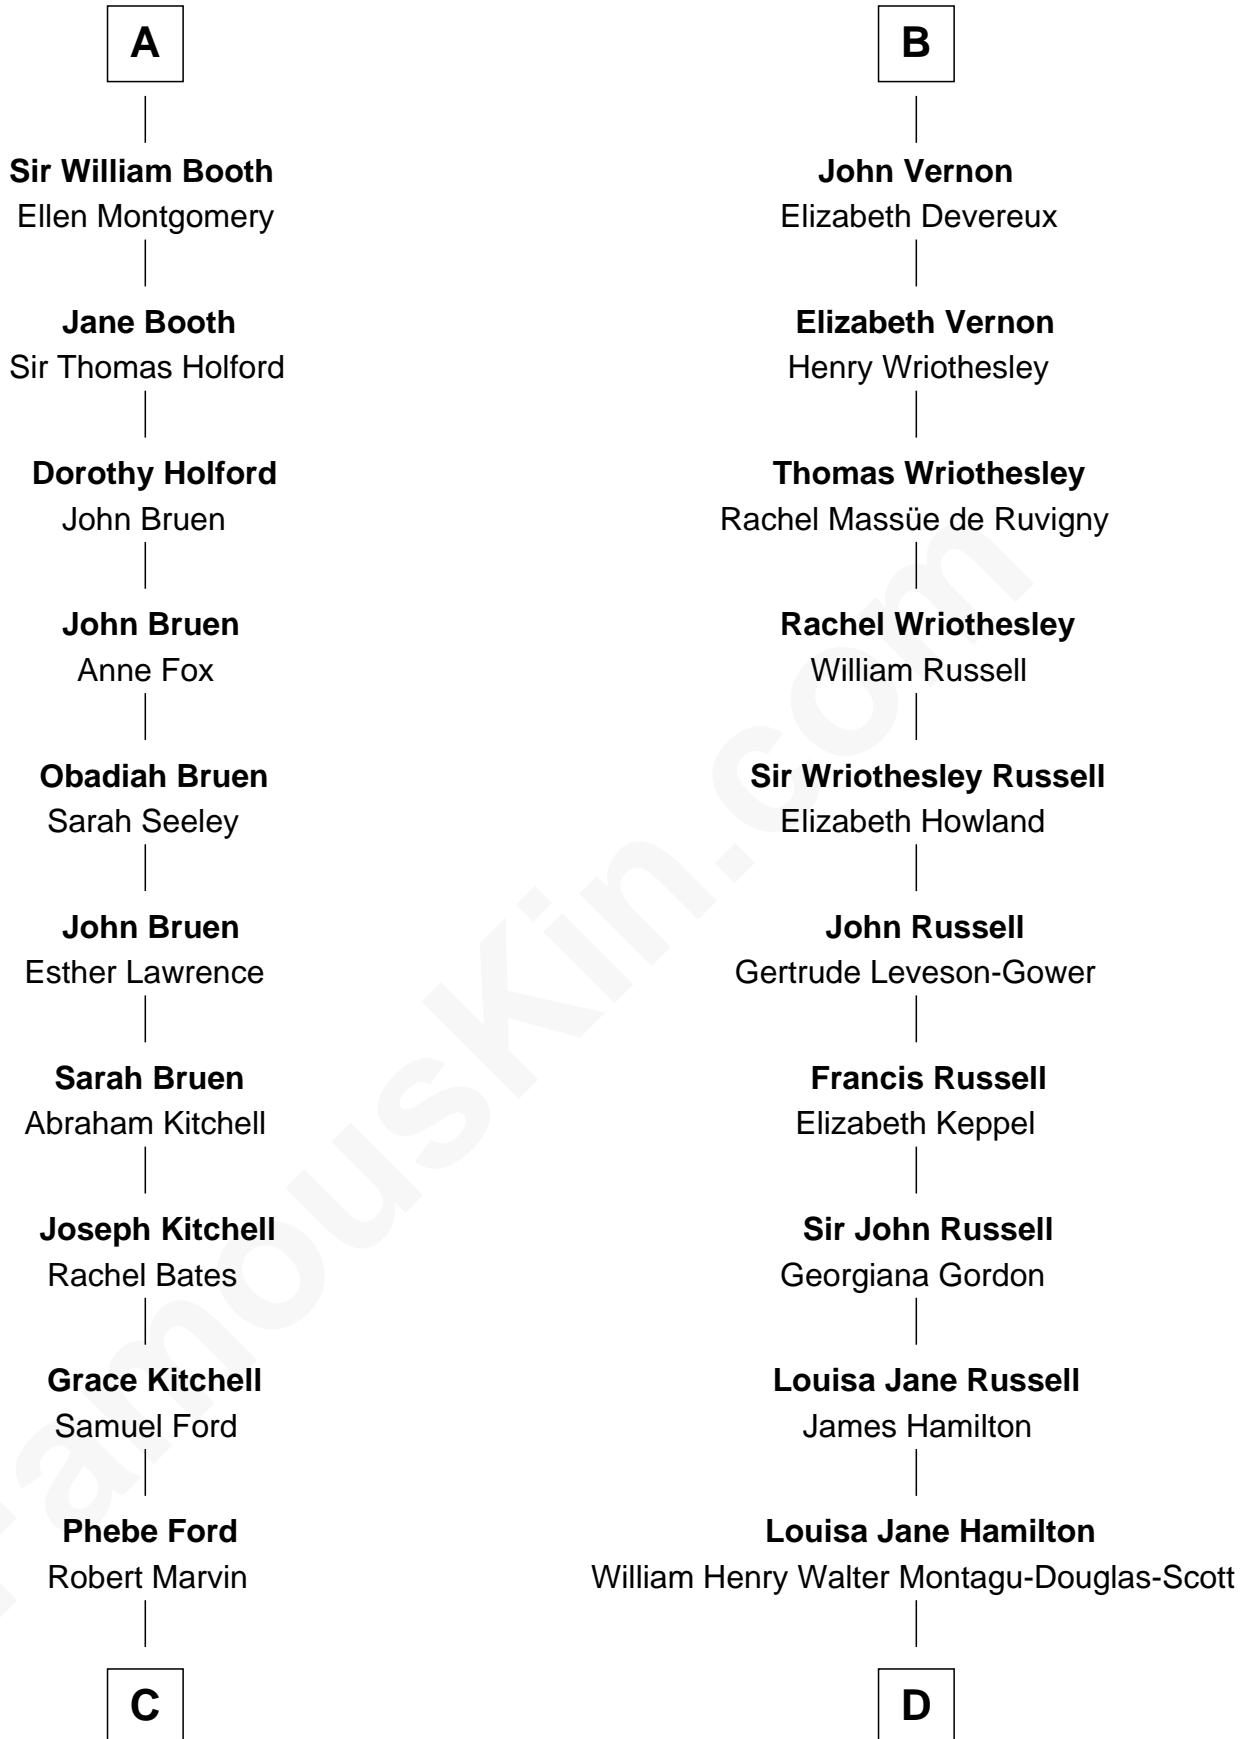 A
Sir William Booth
Ellen Montgomery
Jane Booth
Sir Thomas Holford
Dorothy Holford
John Bruen
John Bruen
Anne Fox
Obadiah Bruen
Sarah Seeley
John Bruen
Esther Lawrence
Sarah Bruen
Abraham Kitchell
Joseph Kitchell
Rachel Bates
Grace Kitchell
Samuel Ford
Phebe Ford
Robert Marvin
C
B
John Vernon
Elizabeth Devereux
Elizabeth Vernon
Henry Wriothesley
Thomas Wriothesley
Rachel Massüe de Ruvigny
Rachel Wriothesley
William Russell
Sir Wriothesley Russell
Elizabeth Howland
John Russell
Gertrude Leveson-Gower
Francis Russell
Elizabeth Keppel
Sir John Russell
Georgiana Gordon
Louisa Jane Russell
James Hamilton
Louisa Jane Hamilton
William Henry Walter Montagu-Douglas-Scott
D
FamousKin.com